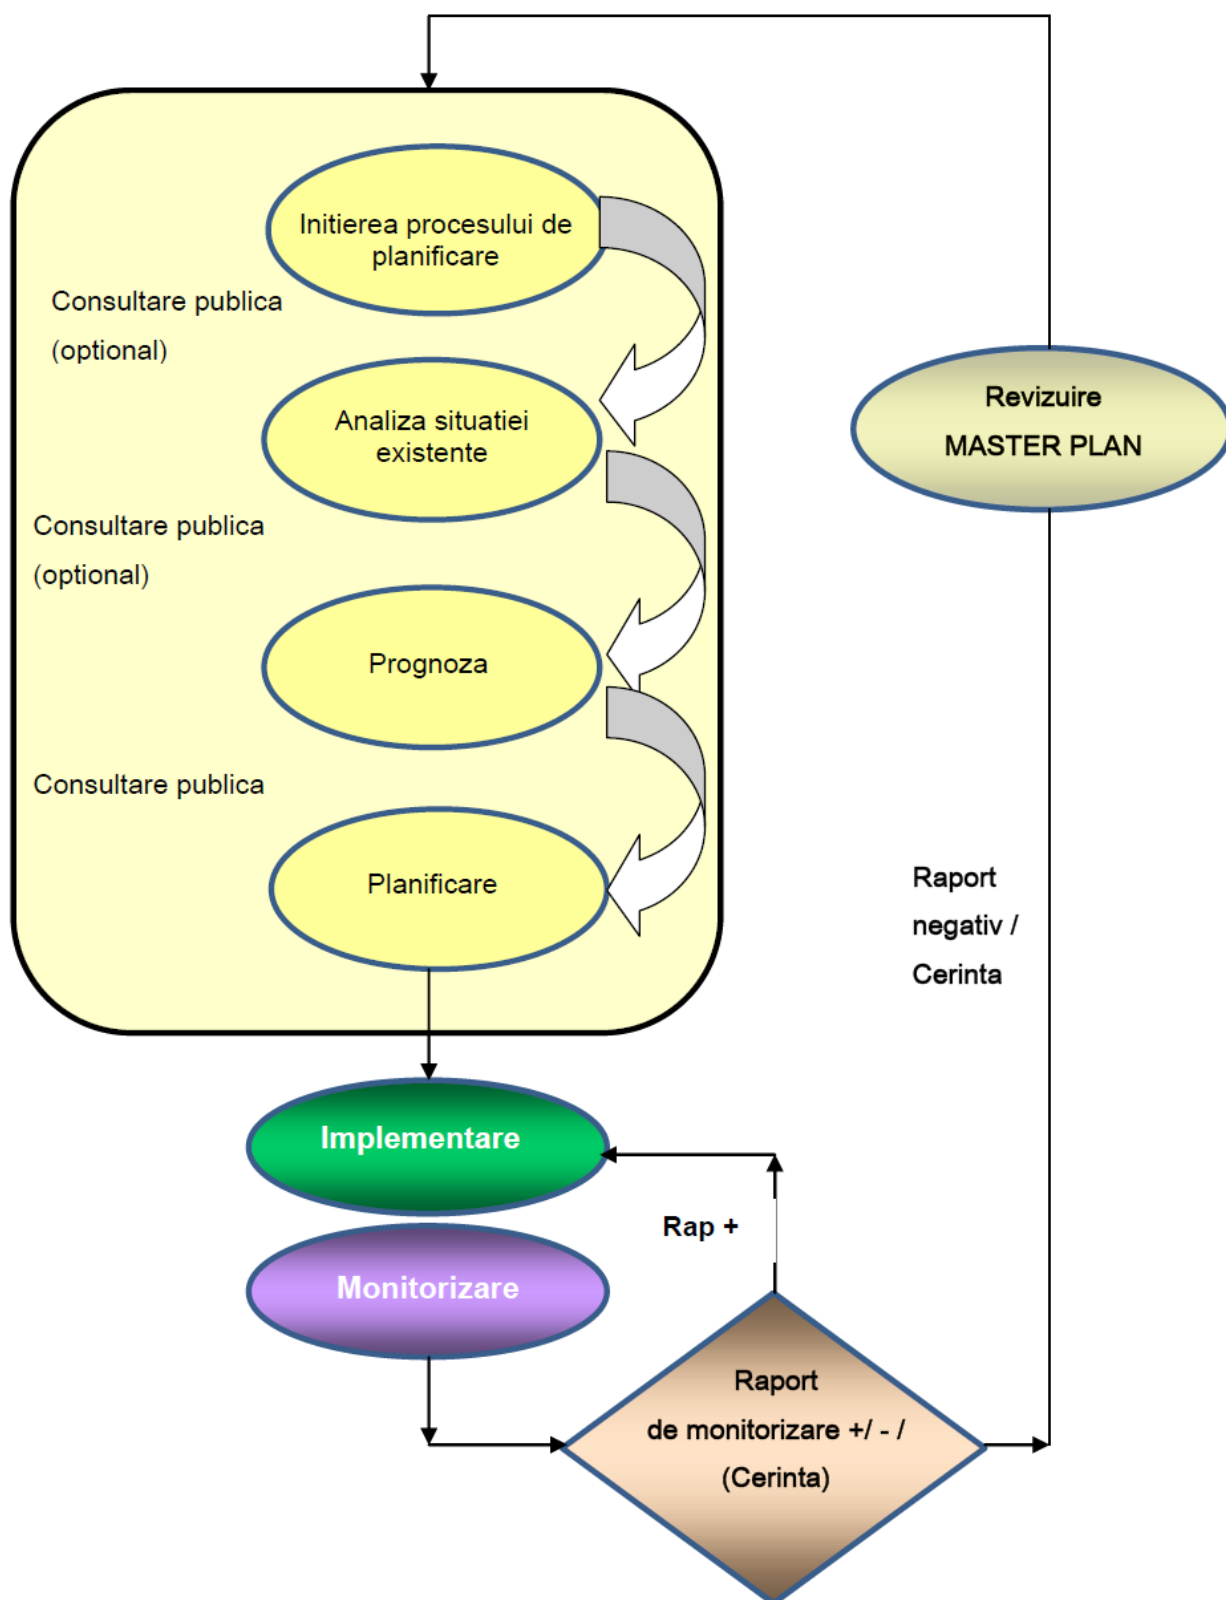 Initierea procesului de
planificare
Consultare publica
(optional)
Analiza situatiei
existente
Revizuire
MASTER PLAN
Consultare publica
(optional)
Prognoza
Consultare publica
Planificare
Raport
negativ /
Cerinta
Implementare
Rap +
Monitorizare
Raport
de monitorizare +/ - /
(Cerinta)